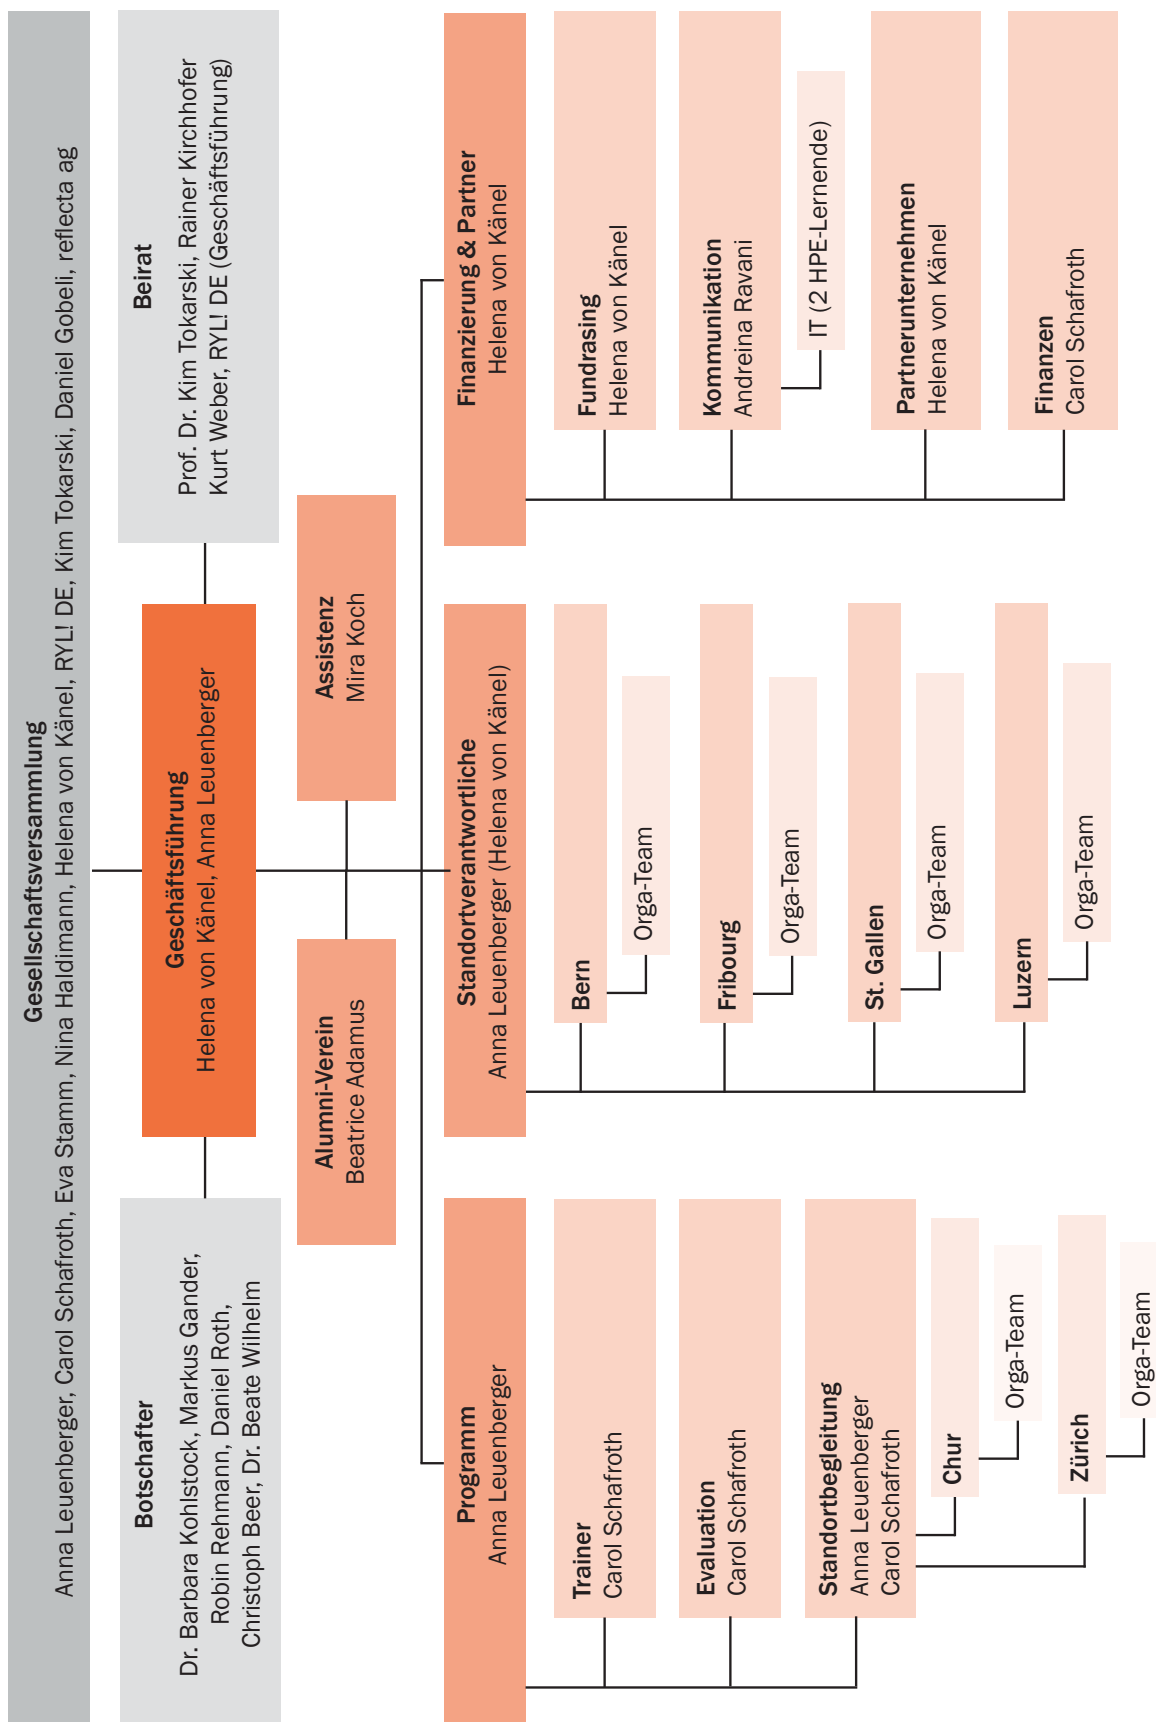 Gesellschaftsversammlung
Anna Leuenberger, Carol Schafroth, Eva Stamm, Nina Haldimann, Helena von Känel, RYL! DE, Kim Tokarski, Daniel Gobeli, reflecta ag
Botschafter
Dr. Barbara Kohlstock, Markus Gander,
Robin Rehmann, Daniel Roth,
Christoph Beer, Dr. Beate Wilhelm
Geschäftsführung
Helena von Känel, Anna Leuenberger
Beirat
Prof. Dr. Kim Tokarski, Rainer Kirchhofer
Kurt Weber, RYL! DE (Geschäftsführung)
Alumni-Verein
Beatrice Adamus
Assistenz
Mira Koch
Programm
Anna Leuenberger
Trainer
Carol Schafroth
Evaluation
Carol Schafroth
Standortbegleitung
Anna Leuenberger
Carol Schafroth
Chur
Orga-Team
Zürich
Orga-Team
Standortverantwortliche
Anna Leuenberger (Helena von Känel)
Bern
Orga-Team
Fribourg
Orga-Team
St. Gallen
Orga-Team
Luzern
Orga-Team
Finanzierung & Partner
Helena von Känel
Fundrasing
Helena von Känel
Kommunikation
Andreina Ravani
IT (2 HPE-Lernende)
Partnerunternehmen
Helena von Känel
Finanzen
Carol Schafroth